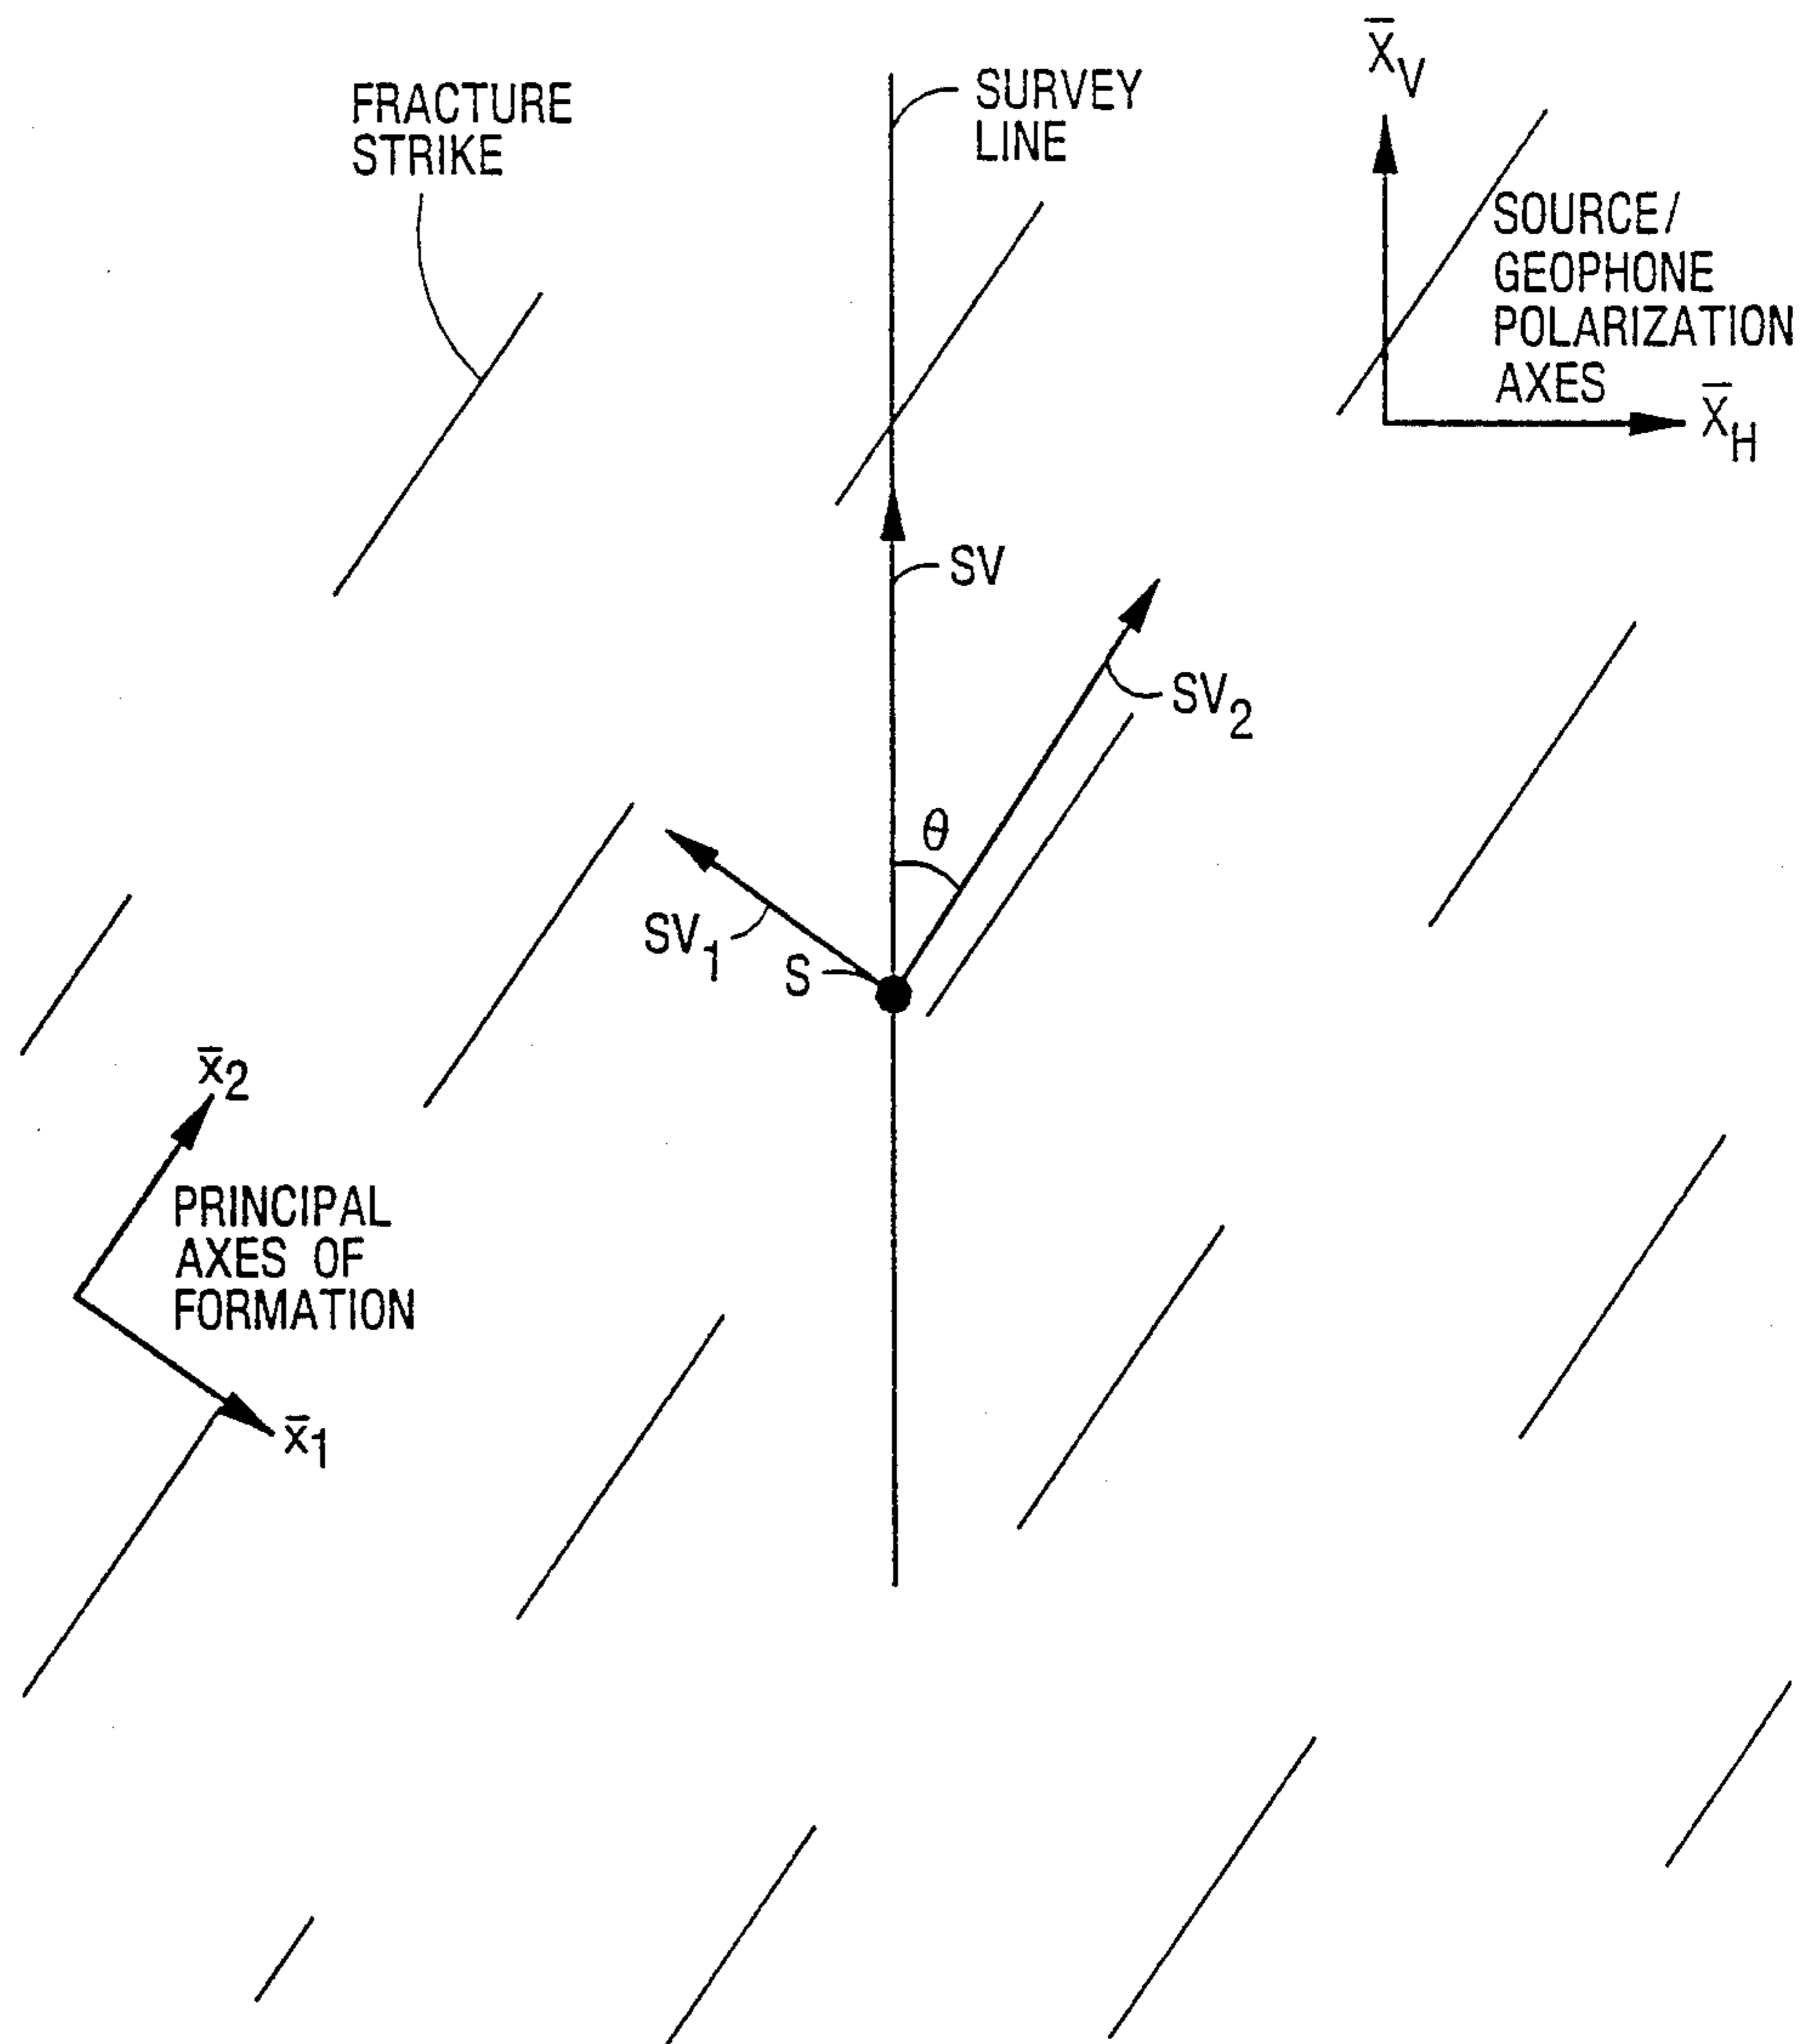 FRACTURE
STRIKE
SURVEY
LINE
X̄V
SOURCE/
GEOPHONE
POLARIZATION
AXES
X̄H
SV
SV2
θ
SV1
S
x̄2
PRINCIPAL
AXES OF
FORMATION
x̄1